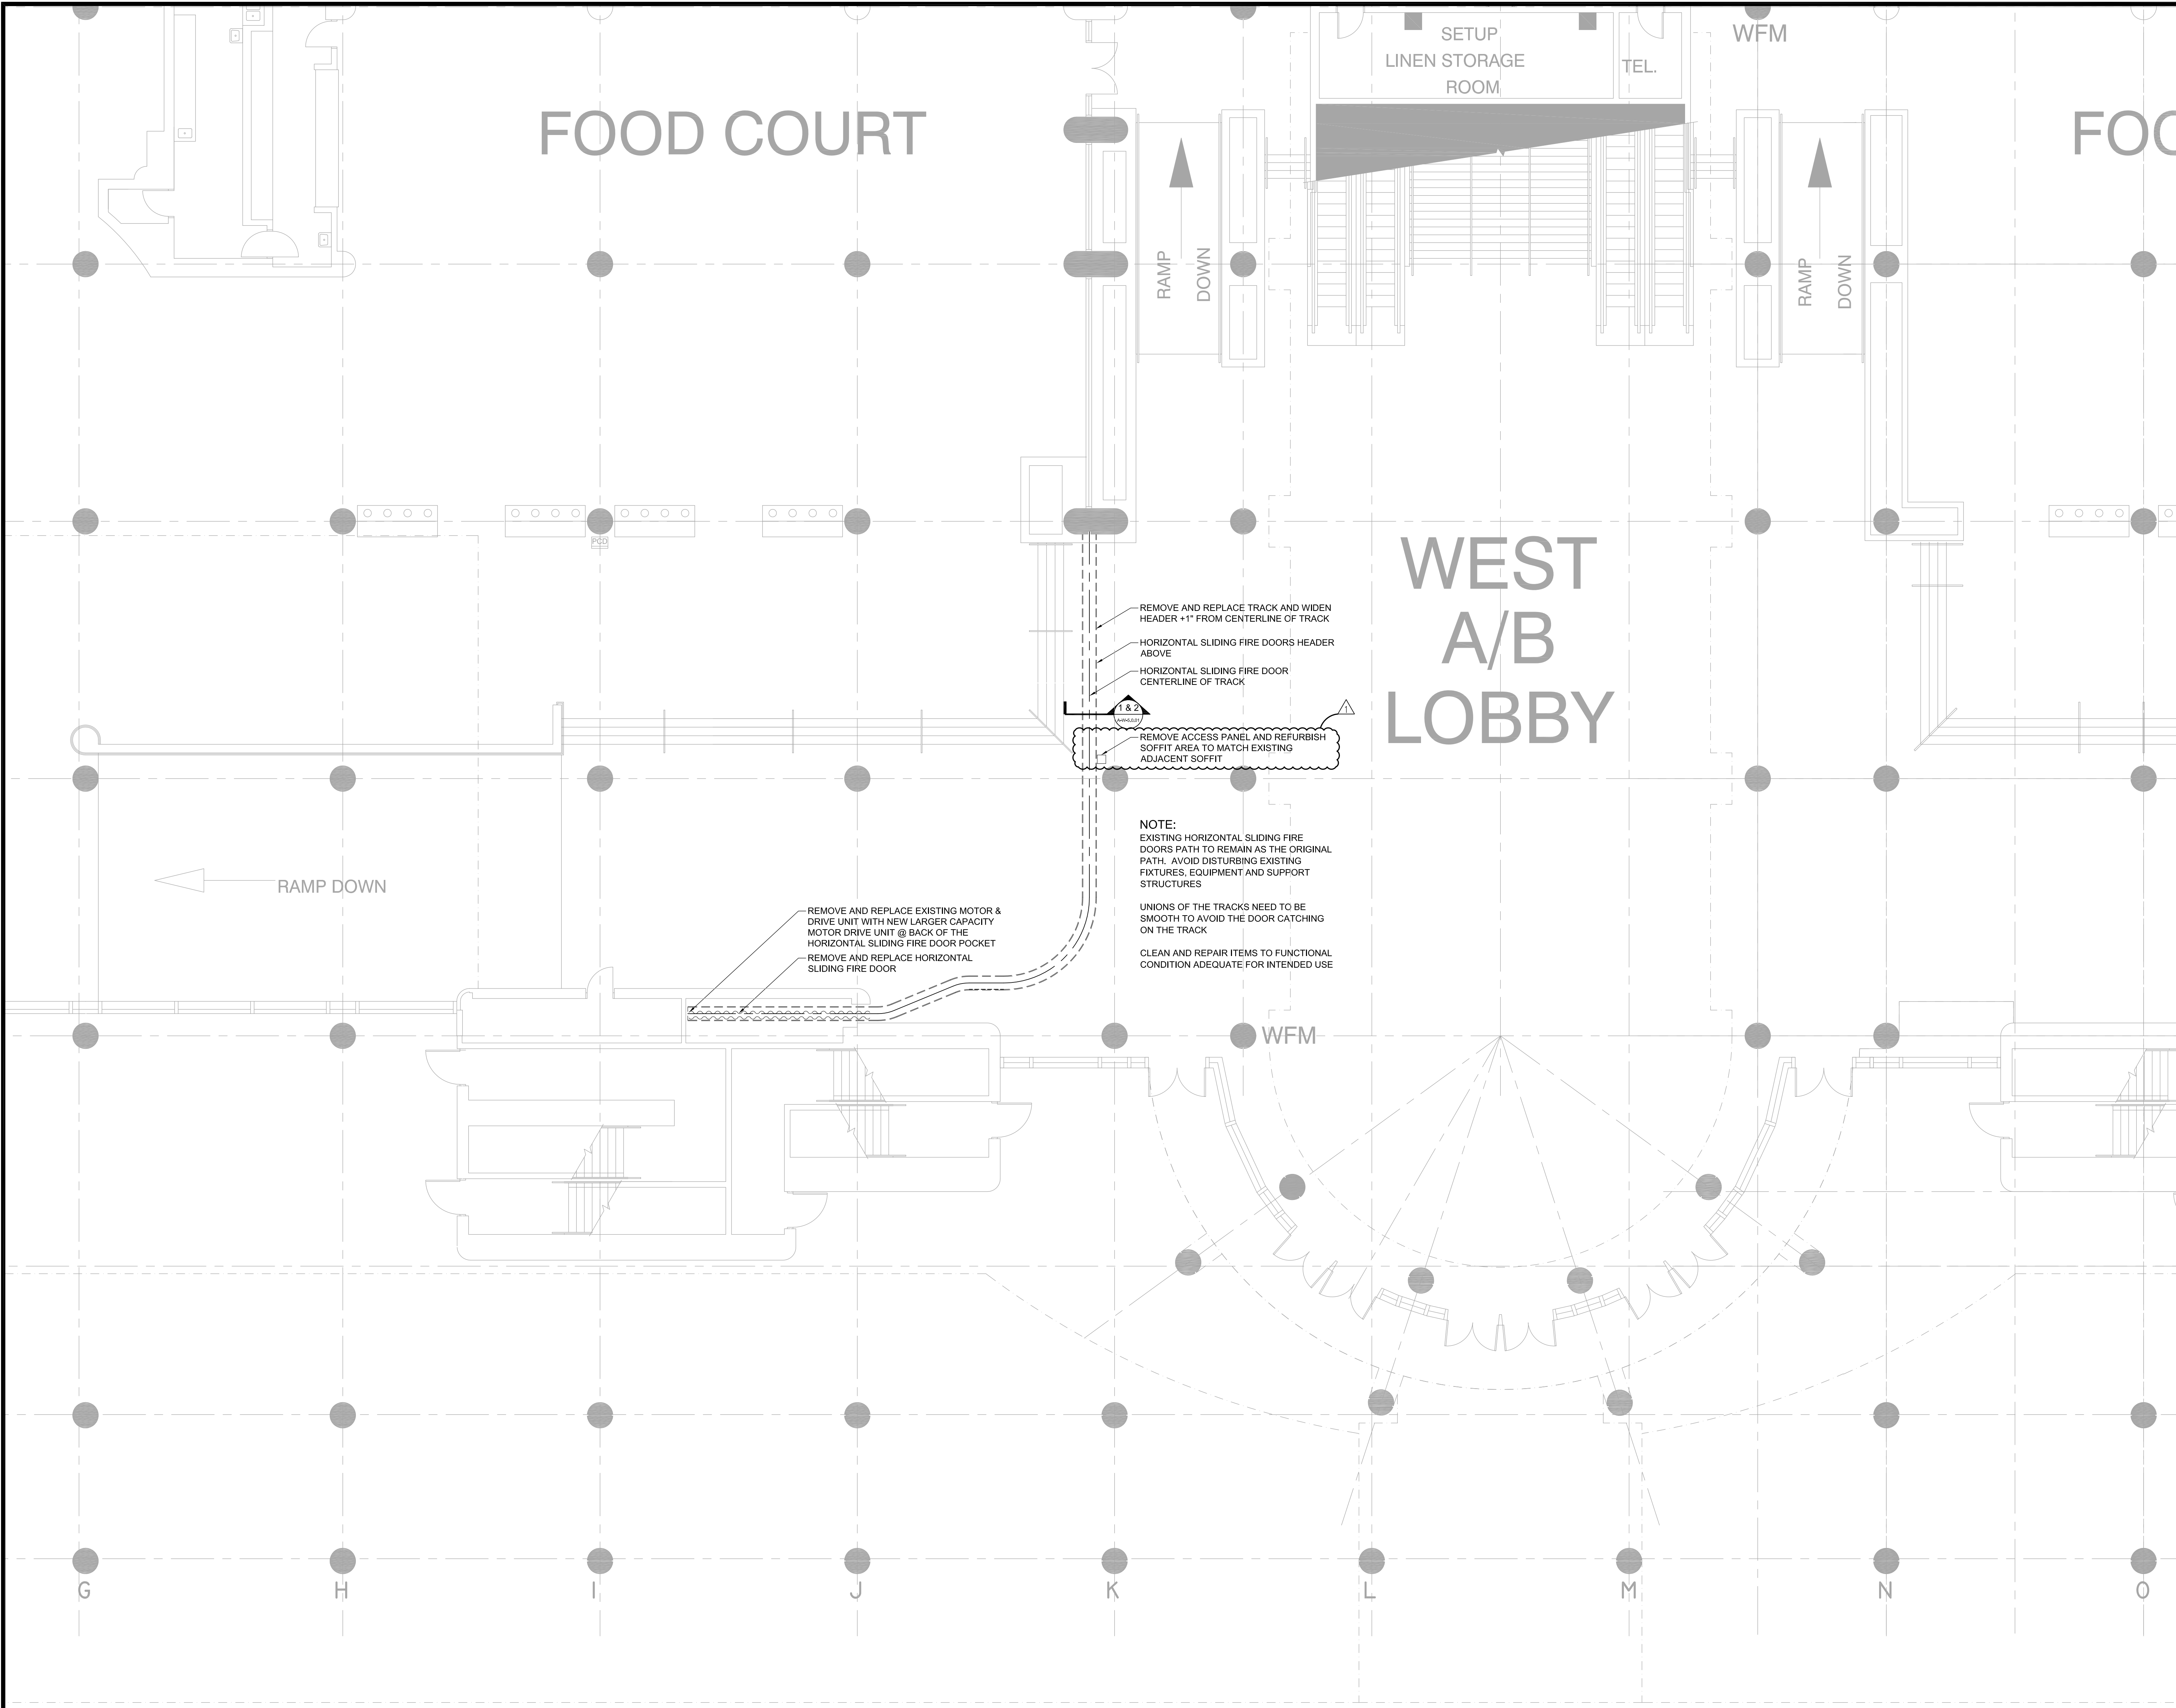 SETUP
LINEN STORAGE
ROOM
TEL.
WFM
FOOD COURT
FOO
RAMP
DOWN
RAMP
DOWN
PCD
WEST
A/B
LOBBY
REMOVE AND REPLACE TRACK AND WIDEN
HEADER +1" FROM CENTERLINE OF TRACK
HORIZONTAL SLIDING FIRE DOORS HEADER
ABOVE
HORIZONTAL SLIDING FIRE DOOR
CENTERLINE OF TRACK
1 & 2
1
REMOVE ACCESS PANEL AND REFURBISH
SOFFIT AREA TO MATCH EXISTING
ADJACENT SOFFIT
NOTE:
EXISTING HORIZONTAL SLIDING FIRE
DOORS PATH TO REMAIN AS THE ORIGINAL
PATH. AVOID DISTURBING EXISTING
FIXTURES, EQUIPMENT AND SUPPORT
STRUCTURES
UNIONS OF THE TRACKS NEED TO BE
SMOOTH TO AVOID THE DOOR CATCHING
ON THE TRACK
CLEAN AND REPAIR ITEMS TO FUNCTIONAL
CONDITION ADEQUATE FOR INTENDED USE
RAMP DOWN
REMOVE AND REPLACE EXISTING MOTOR &
DRIVE UNIT WITH NEW LARGER CAPACITY
MOTOR DRIVE UNIT @ BACK OF THE
HORIZONTAL SLIDING FIRE DOOR POCKET
REMOVE AND REPLACE HORIZONTAL
SLIDING FIRE DOOR
WFM
G H I J K L M N O